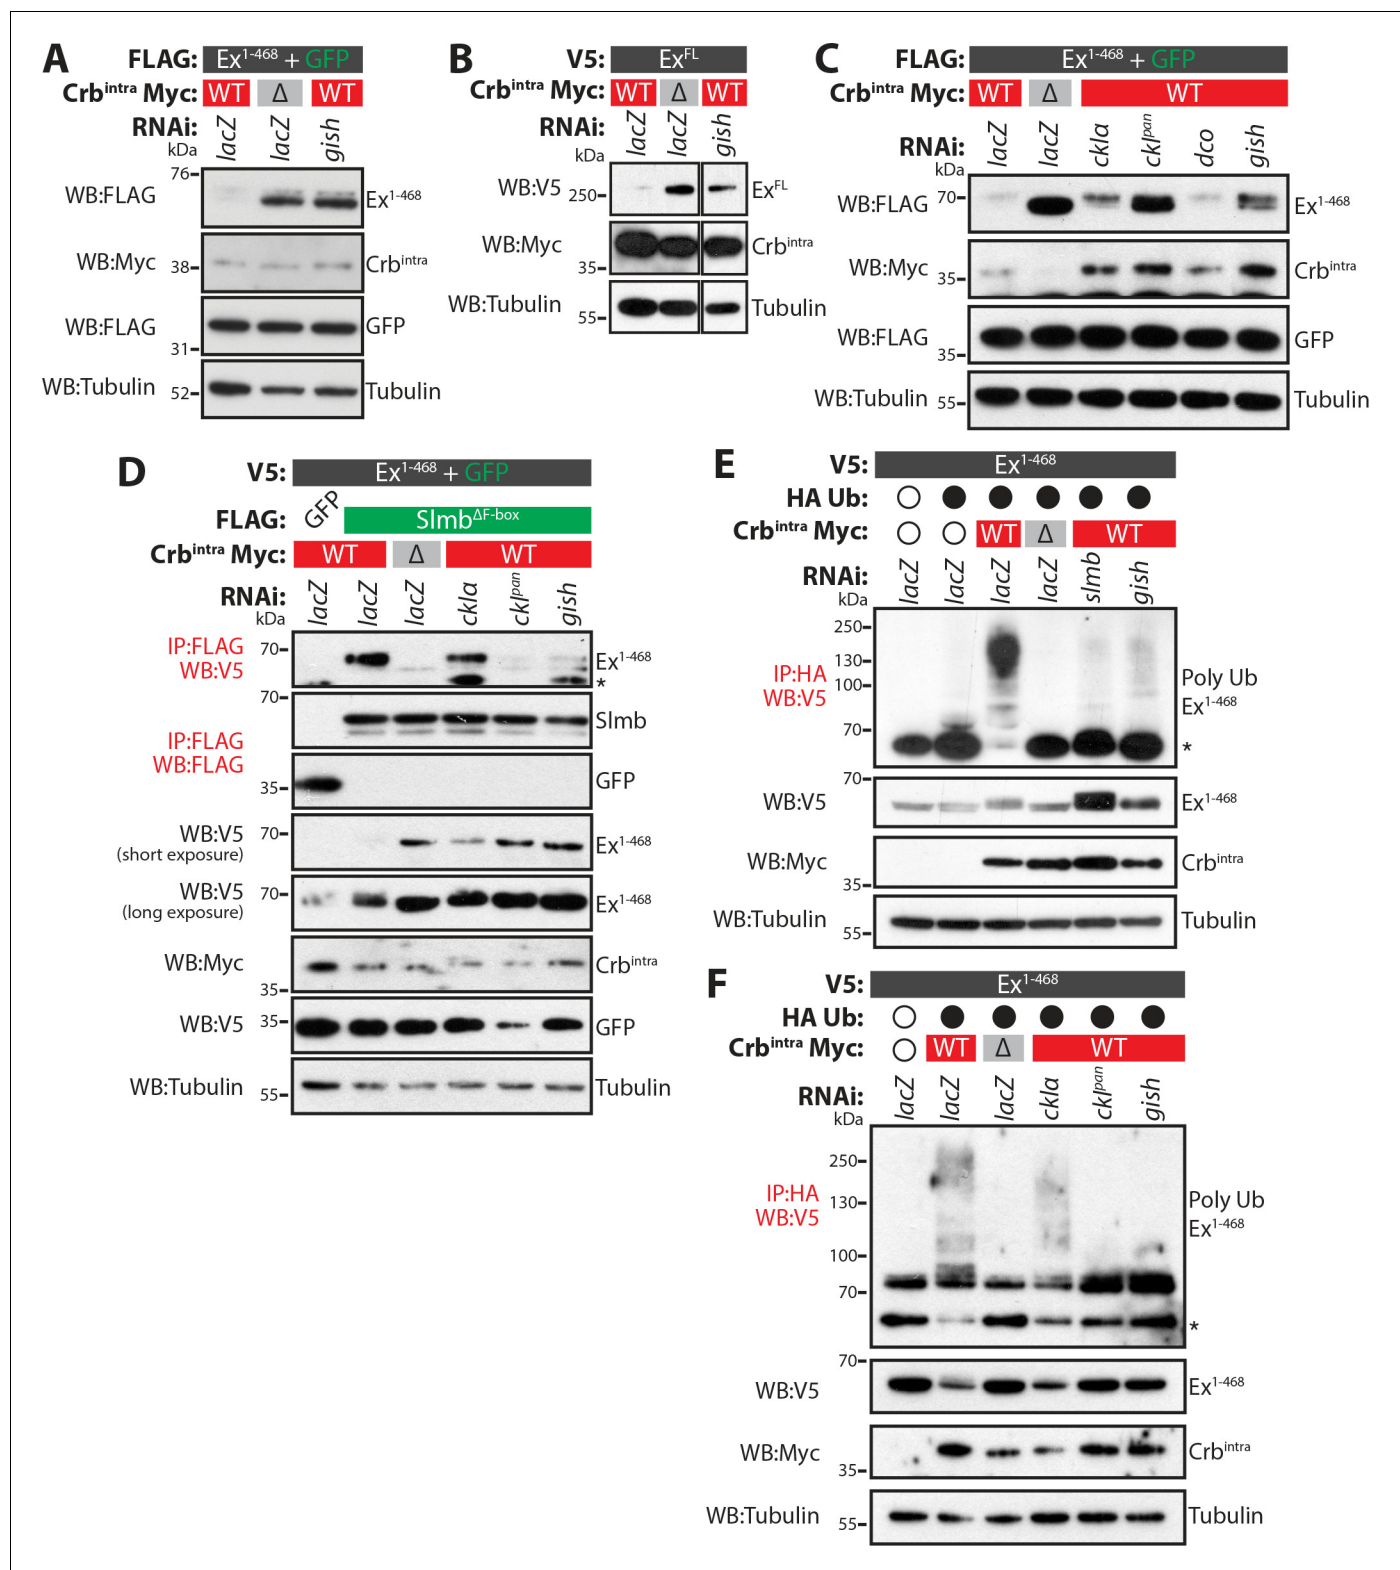 A
FLAG: Ex1-468 + GFP
Crbintra Myc: WT Δ WT
RNAi: lacZ lacZ gish
kDa
76
WB:FLAG Ex1-468
WB:Myc 38 Crbintra
WB:FLAG GFP
31
WB:Tubulin 52 Tubulin
B
V5: ExFL
Crbintra Myc: WT Δ WT
RNAi: lacZ lacZ gish
kDa
WB:V5 250 ExFL
WB:Myc Crbintra
35
WB:Tubulin 55 Tubulin
C
FLAG: Ex1-468 + GFP
Crbintra Myc: WT Δ WT
RNAi: lacZ lacZ ckIα ckIpan dco gish
kDa
WB:FLAG 70 Ex1-468
WB:Myc 35 Crbintra
WB:FLAG GFP
35
WB:Tubulin 55 Tubulin
D
V5: Ex1-468 + GFP
FLAG: GFP SlmbΔF-box
Crbintra Myc: WT Δ WT
RNAi: lacZ lacZ lacZ ckIα ckIpan gish
kDa
IP:FLAG 70
WB:V5 Ex1-468
*
70
Slmb
IP:FLAG
WB:FLAG
35 GFP
WB:V5 70
(short exposure) Ex1-468
WB:V5 70
(long exposure) Ex1-468
WB:Myc Crbintra
35
WB:V5 35 GFP
WB:Tubulin 55 Tubulin
E
V5: Ex1-468
HA Ub:
Crbintra Myc: WT Δ WT
RNAi: lacZ lacZ lacZ lacZ slmb gish
kDa
250
130
IP:HA Poly Ub
WB:V5 100 Ex1-468
70
*
70
WB:V5 Ex1-468
WB:Myc Crbintra
35
WB:Tubulin 55 Tubulin
F
V5: Ex1-468
HA Ub:
Crbintra Myc: WT Δ WT
RNAi: lacZ lacZ lacZ ckIα ckIpan gish
kDa
250
IP:HA 130 Poly Ub
WB:V5 Ex1-468
100
70
*
70
WB:V5 Ex1-468
WB:Myc Crbintra
35
WB:Tubulin 55 Tubulin